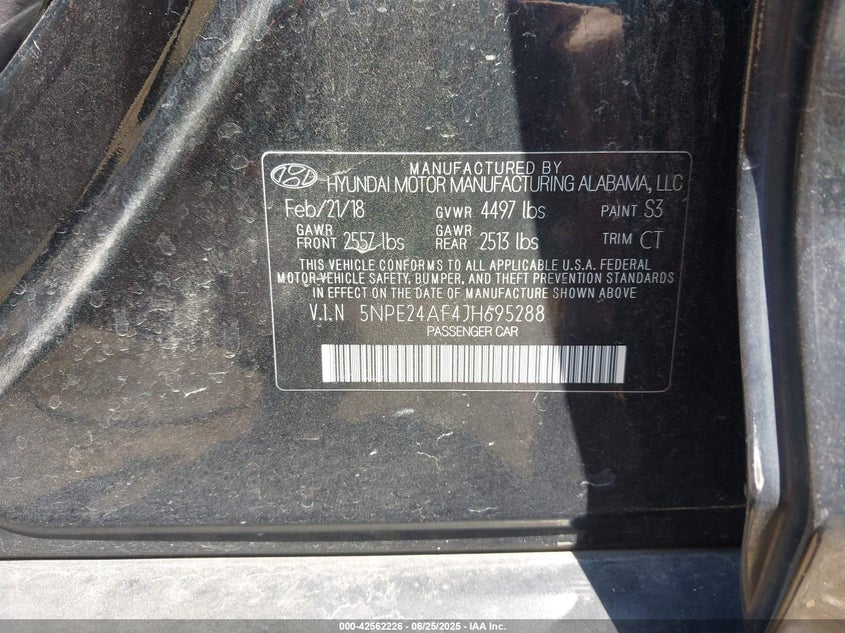 MANUFACTURED BY
HYUNDAI MOTOR MANUFACTURING ALABAMA, LLC
Feb/21/18 GVWR 4497 lbs PAINT S3
GAWR FRONT 2557 lbs GAWR REAR 2513 lbs TRIM CT
THIS VEHICLE CONFORMS TO ALL APPLICABLE U.S.A. FEDERAL
MOTOR-VEHICLE SAFETY, BUMPER, AND THEFT PREVENTION STANDARDS
IN EFFECT ON THE DATE OF MANUFACTURE SHOWN ABOVE
V.I.N 5NPE24AF4JH695288
PASSENGER CAR
000-42562226 - 06/25/2025 - IAA Inc.